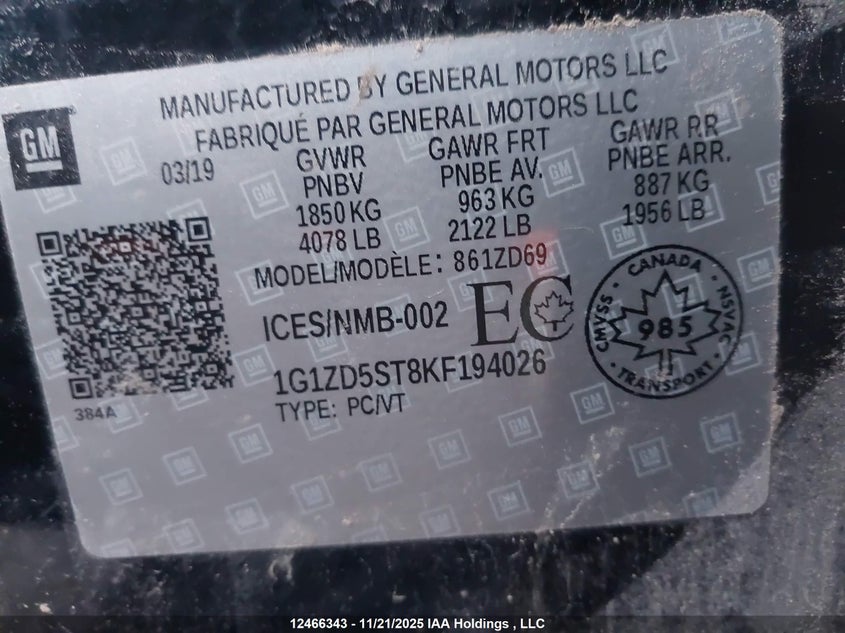 MANUFACTURED BY GENERAL MOTORS LLC
FABRIQUÉ PAR GENERAL MOTORS LLC
GM
03/19
GVWR
PNBV
1850 KG
4078 LB
GAWR FRT
PNBE AV.
963 KG
2122 LB
GAWR RR
PNBE ARR.
887 KG
1956 LB
MODEL/MODÈLE: 861ZD69
ICES/NMB-002
EC
CANADA
CMVSS
NSVAC
985
TRANSPORT
1G1ZD5ST8KF194026
TYPE: PC/VT
384A
12466343 - 11/21/2025 IAA Holdings , LLC